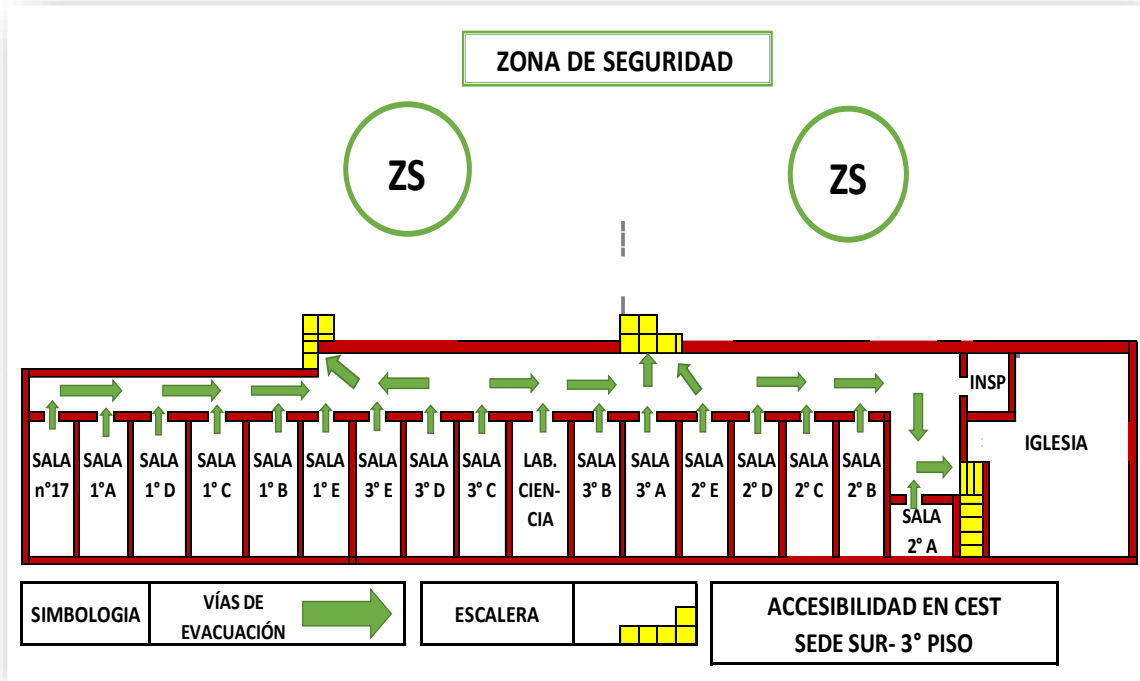 ZONA DE SEGURIDAD
ZS
ZS
INSP
IGLESIA
SALA
n°17
SALA
1°A
SALA
1° D
SALA
1° C
SALA
1° B
SALA
1° E
SALA
3° E
SALA
3° D
SALA
3° C
LAB.
CIEN-
CIA
SALA
3° B
SALA
3° A
SALA
2° E
SALA
2° D
SALA
2° C
SALA
2° B
SALA
2° A
SIMBOLOGIA
VÍAS DE
EVACUACIÓN
ESCALERA
ACCESIBILIDAD EN CEST
SEDE SUR- 3° PISO